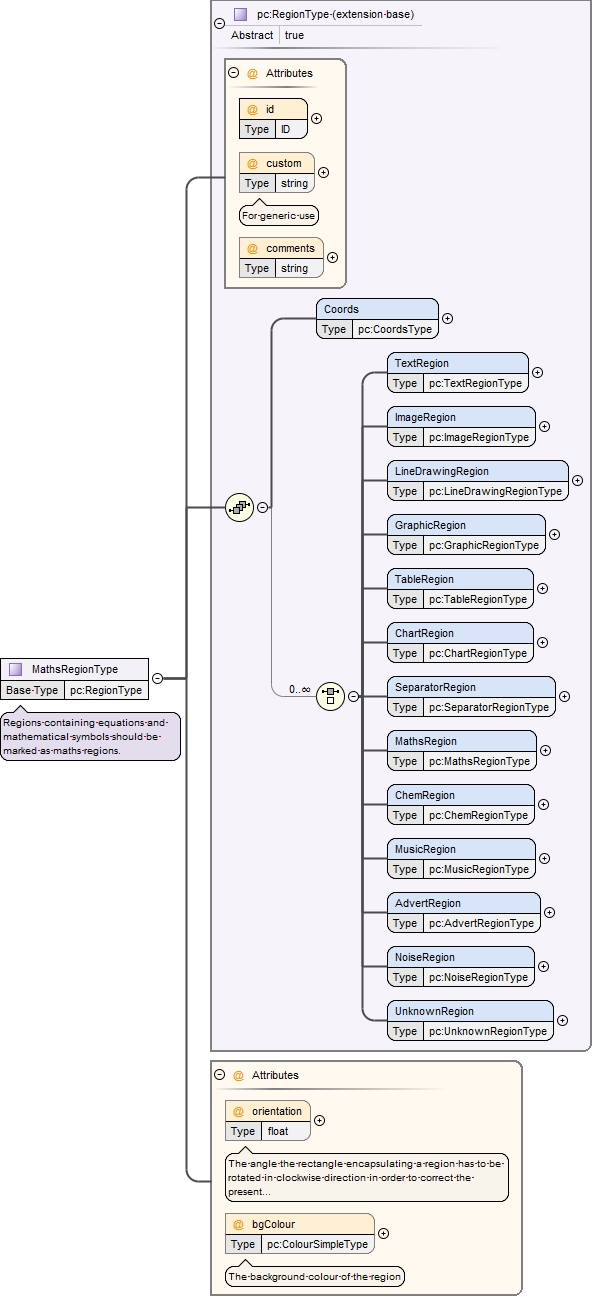 pc:RegionType (extension base)
Abstract true
@ Attributes
@ id
Type ID
@ custom
Type string
For generic use
@ comments
Type string
Coords
Type pc:CoordsType
TextRegion
Type pc:TextRegionType
ImageRegion
Type pc:ImageRegionType
LineDrawingRegion
Type pc:LineDrawingRegionType
GraphicRegion
Type pc:GraphicRegionType
TableRegion
Type pc:TableRegionType
ChartRegion
Type pc:ChartRegionType
0..∞
SeparatorRegion
Type pc:SeparatorRegionType
MathsRegion
Type pc:MathsRegionType
ChemRegion
Type pc:ChemRegionType
MusicRegion
Type pc:MusicRegionType
AdvertRegion
Type pc:AdvertRegionType
NoiseRegion
Type pc:NoiseRegionType
UnknownRegion
Type pc:UnknownRegionType
MathsRegionType
Base Type pc:RegionType
Regions containing equations and
mathematical symbols should be
marked as maths regions.
@ Attributes
@ orientation
Type float
The angle the rectangle encapsulating a region has to be
rotated in clockwise direction in order to correct the
present...
@ bgColour
Type pc:ColourSimpleType
The background colour of the region